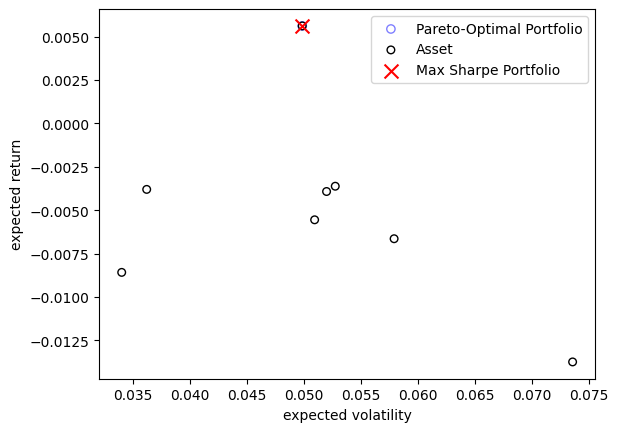 0.0050
0.0025
0.0000
−0.0025
−0.0050
−0.0075
−0.0100
−0.0125
expected return
Pareto-Optimal Portfolio
Asset
Max Sharpe Portfolio
0.035 0.040 0.045 0.050 0.055 0.060 0.065 0.070 0.075
expected volatility